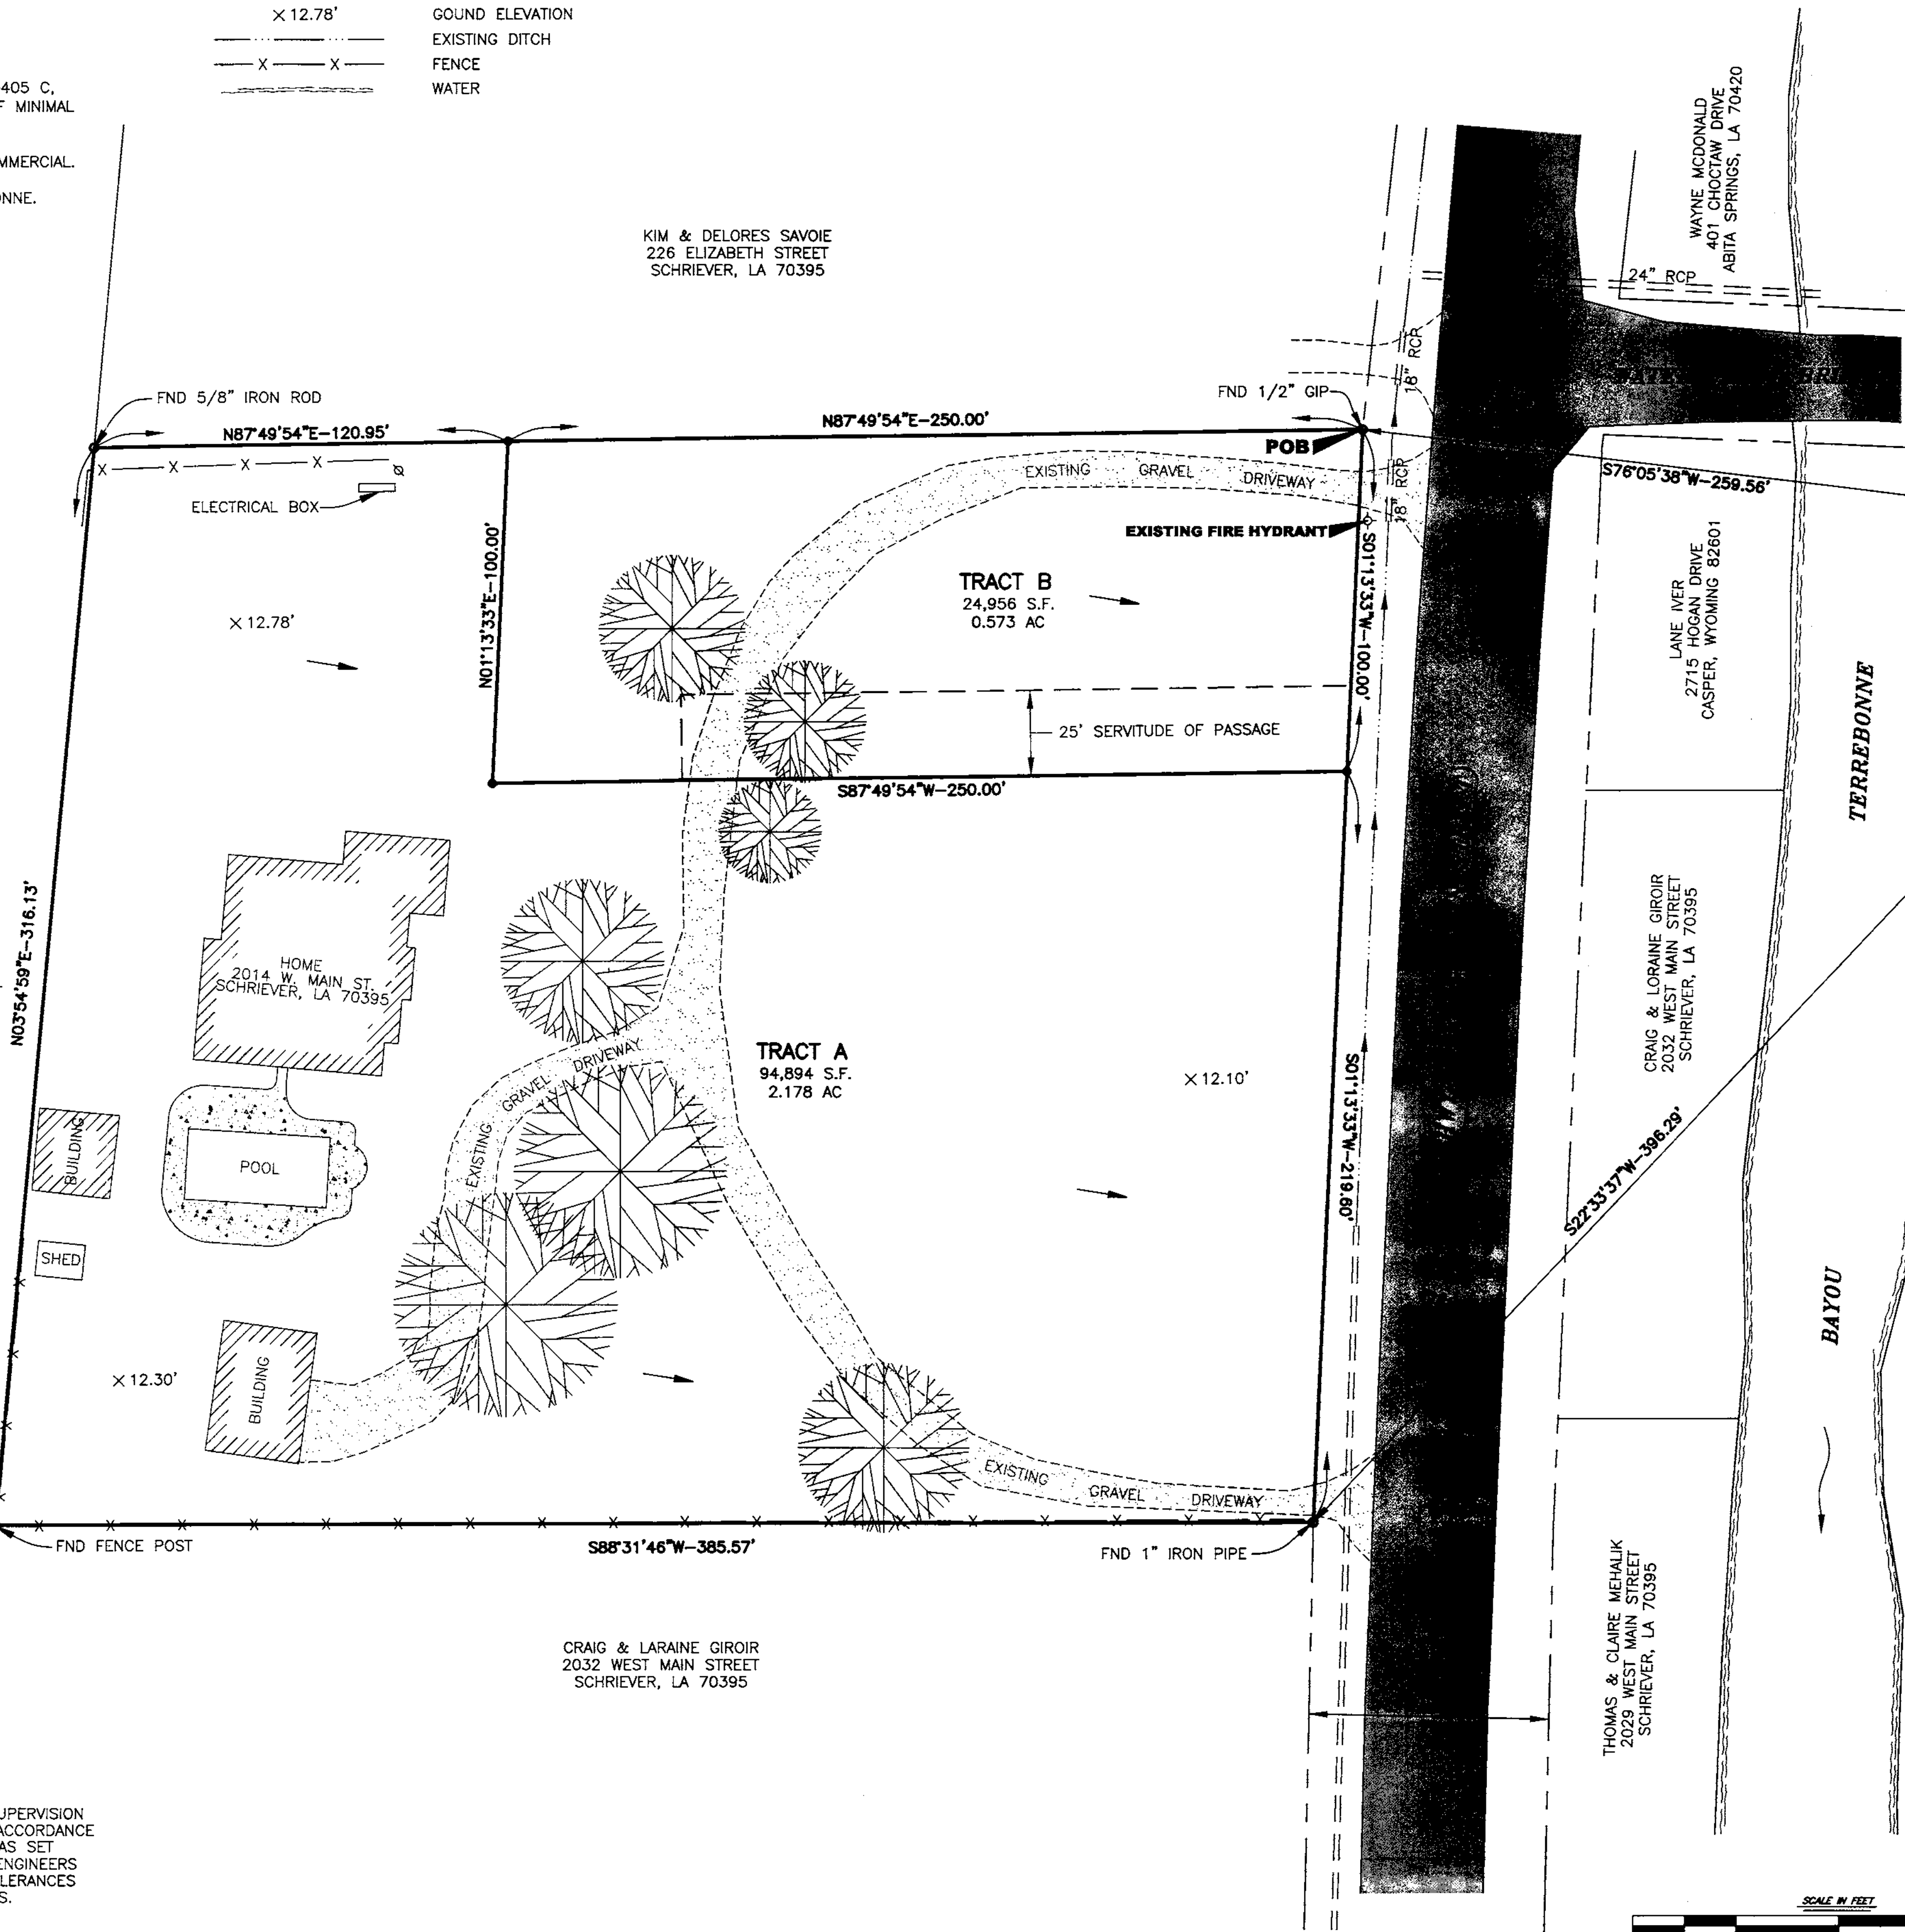 ×12.78' GOUND ELEVATION
EXISTING DITCH
X X FENCE
WATER
405 C,
MINIMAL
MMERCIAL.
ONNE.
KIM & DELORES SAVOIE
226 ELIZABETH STREET
SCHRIEVER, LA 70395
WAYNE MCDONALD
401 CHOCTAW DRIVE
ABITA SPRINGS, LA 70420
24" RCP
18" RCP
FND 5/8" IRON ROD
N87°49'54"E-120.95'
N87°49'54"E-250.00'
FND 1/2" GIP
POB
S76°05'38"W-259.56'
18" RCP
ELECTRICAL BOX
EXISTING GRAVEL DRIVEWAY
EXISTING FIRE HYDRANT
N01°13'33"E-100.00'
S01°13'33"W-100.00'
×12.78'
TRACT B
24,956 S.F.
0.573 AC
25' SERVITUDE OF PASSAGE
S87°49'54"W-250.00'
LANE IVER
2715 HOGAN DRIVE
CASPER, WYOMING 82601
TERREBONNE
N03°54'59"E-316.13'
HOME
2014 W. MAIN ST.
SCHRIEVER, LA 70395
EXISTING GRAVEL DRIVEWAY
TRACT A
94,894 S.F.
2.178 AC
×12.10'
S01°13'33"W-219.60'
CRAIG & LORAINE GIROIR
2032 WEST MAIN STREET
SCHRIEVER, LA 70395
S22°33'37"W-396.29'
BUILDING
POOL
SHED
BUILDING
×12.30'
BAYOU
EXISTING GRAVEL DRIVEWAY
FND FENCE POST
S88°31'46"W-385.57'
FND 1" IRON PIPE
THOMAS & CLAIRE MEHALIK
2029 WEST MAIN STREET
SCHRIEVER, LA 70395
CRAIG & LARAINE GIROIR
2032 WEST MAIN STREET
SCHRIEVER, LA 70395
UPERVISION
ACCORDANCE
AS SET
ENGINEERS
LERANCES
S.
SCALE IN FEET